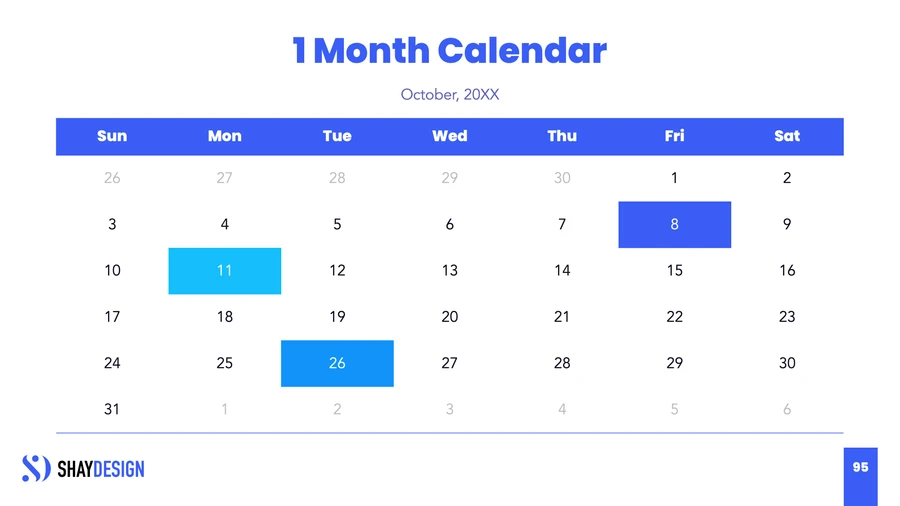 1 Month Calendar
October, 20XX
Sun Mon Tue Wed Thu Fri Sat
26 27 28 29 30 1 2
3 4 5 6 7 8 9
10 11 12 13 14 15 16
17 18 19 20 21 22 23
24 25 26 27 28 29 30
31 1 2 3 4 5 6
SHAYDESIGN
95